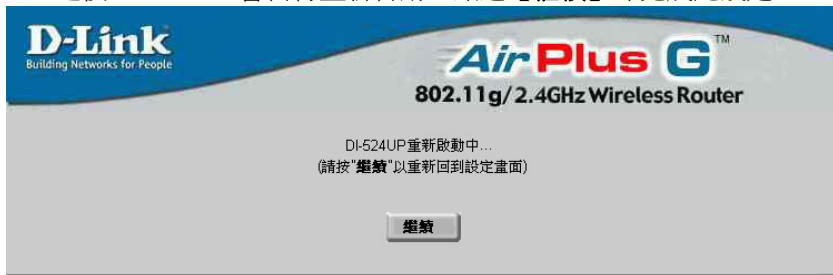 D-Link
Building Networks for People
Air Plus G™
802.11g/2.4GHz Wireless Router
DI-524UP重新啟動中...
(請按"繼續"以重新回到設定畫面)
繼續